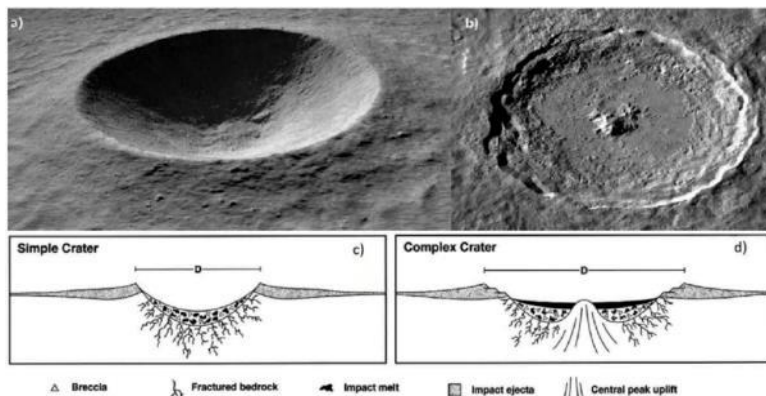 a)
b)
Simple Crater
c)
D
Complex Crater
d)
D
Breccia
Fractured bedrock
Impact melt
Impact ejecta
Central peak uplift